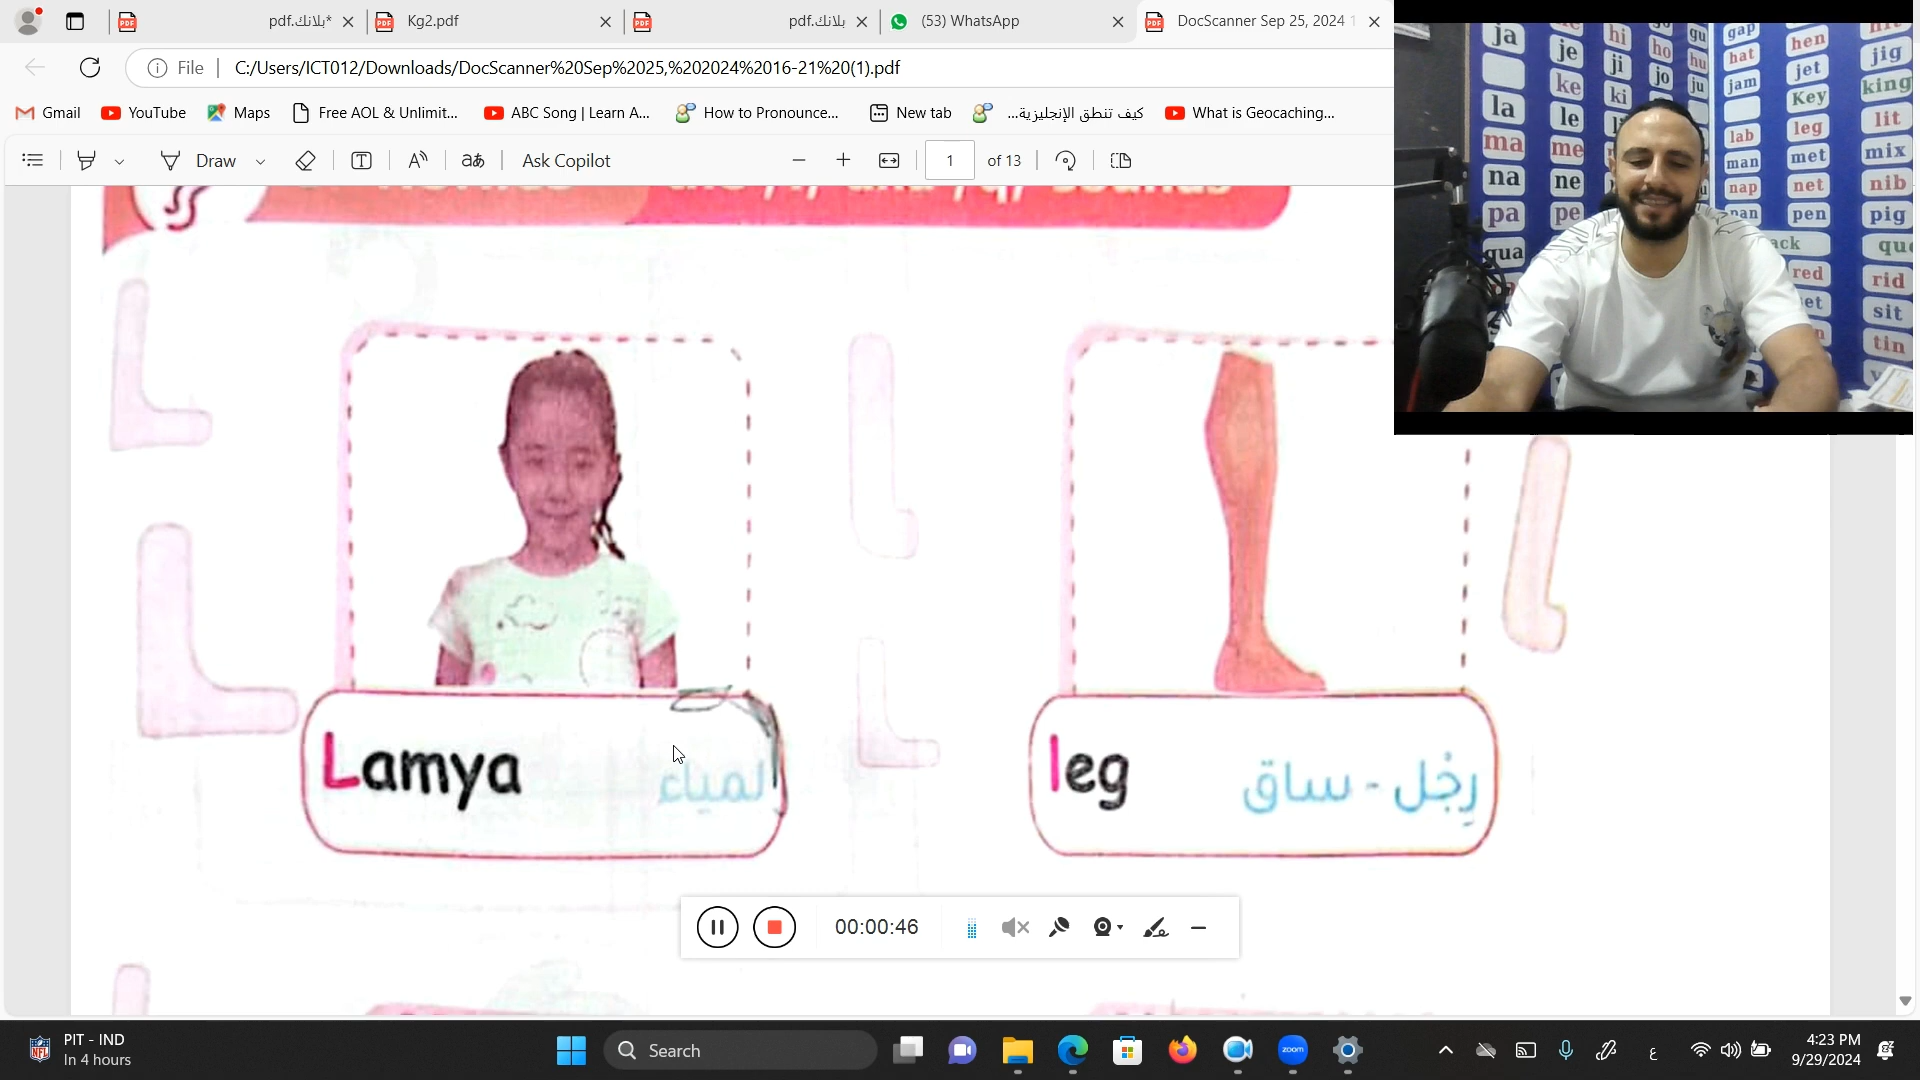 *بلانك.pdf
Kg2.pdf
بلانك.pdf
(53) WhatsApp
DocScanner Sep 25, 2024 1
File
C:/Users/ICT012/Downloads/DocScanner%20Sep%2025,%202024%2016-21%20(1).pdf
Gmail
YouTube
Maps
Free AOL & Unlimit...
ABC Song | Learn A...
How to Pronounce...
New tab
كيف تنطق الإنجليزية...
What is Geocaching...
Draw
Ask Copilot
1 of 13
Lamya لمياء
leg رِجْل - ساق
ja je hi ji ho jo gu hu ju
ke ki
la le
ma me
na ne
pa pe
qua
gap hen
hat jet jig
jam Key king
lab leg lit
man met mix
nap net nib
pen pig
red rid
sit
tin
00:00:46
PIT - IND
In 4 hours
Search
zoom
ع
4:23 PM
9/29/2024